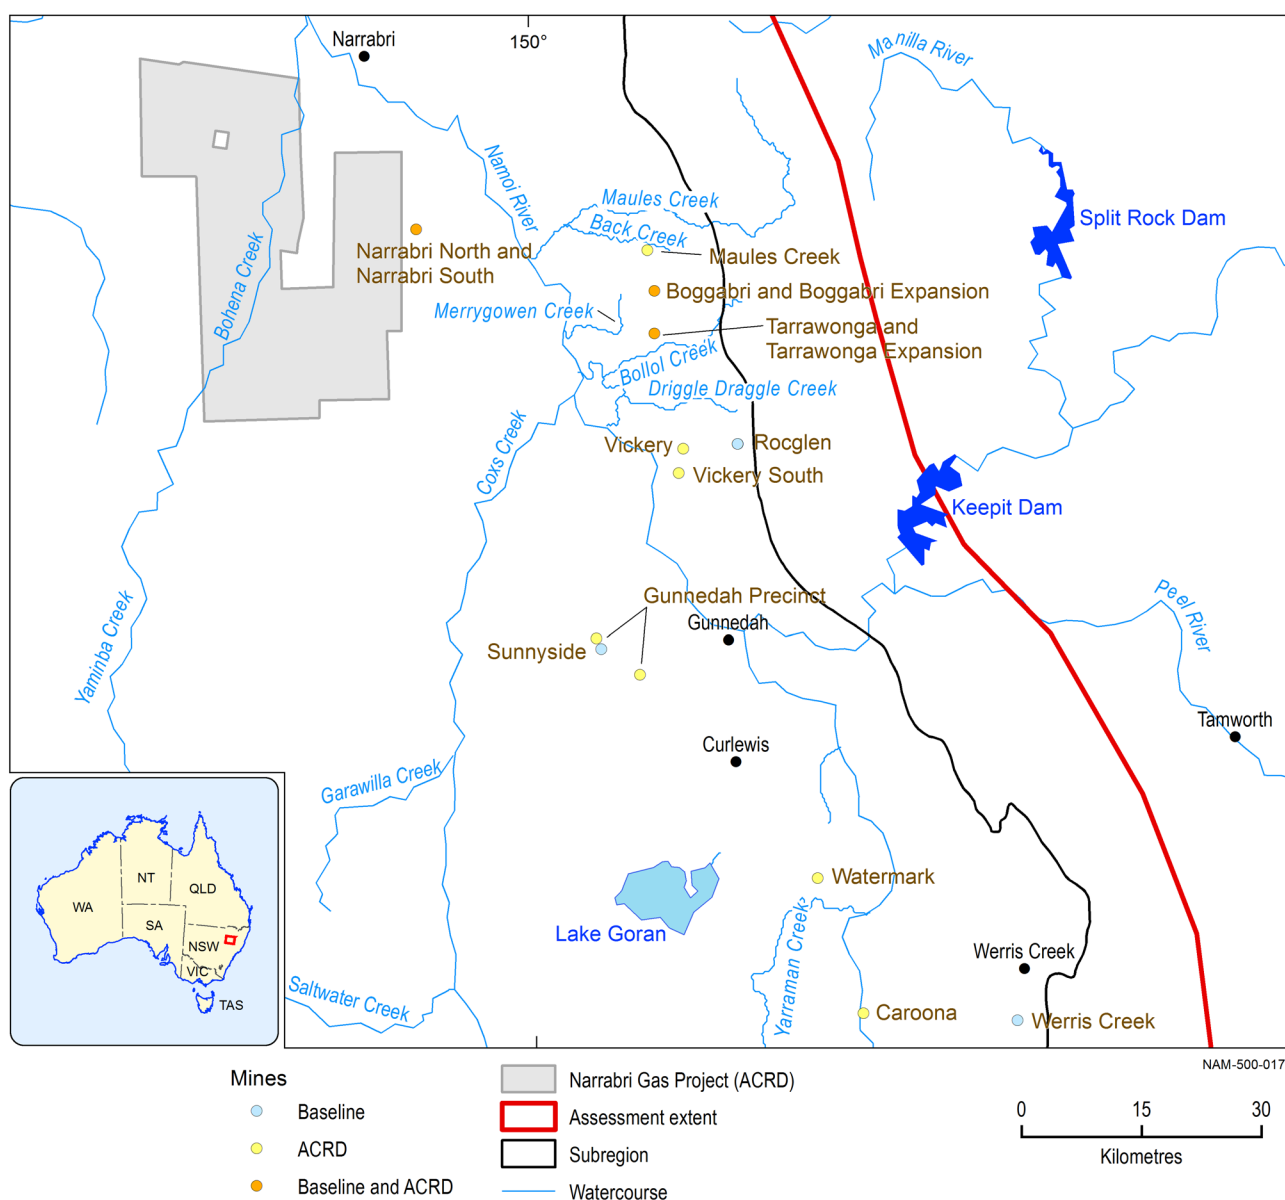 Narrabri
150°
Manilla River
Namoi River
Maules Creek
Back Creek
Split Rock Dam
Narrabri North and
Narrabri South
Maules Creek
Bohena Creek
Boggabri and Boggabri Expansion
Merrygowen Creek
Tarrawonga and
Tarrawonga Expansion
Bollol Creek
Driggle Draggle Creek
Coxs Creek
Vickery
Rocglen
Vickery South
Keepit Dam
Yaminba Creek
Gunnedah Precinct
Gunnedah
Peel River
Sunnyside
Tamworth
Curlewis
Garawilla Creek
Watermark
Lake Goran
Yarraman Creek
Werris Creek
Saltwater Creek
Caroona
Werris Creek
WA
NT
QLD
SA
NSW
VIC
TAS
NAM-500-017
Mines
Baseline
ACRD
Baseline and ACRD
Narrabri Gas Project (ACRD)
Assessment extent
Subregion
Watercourse
0 15 30
Kilometres